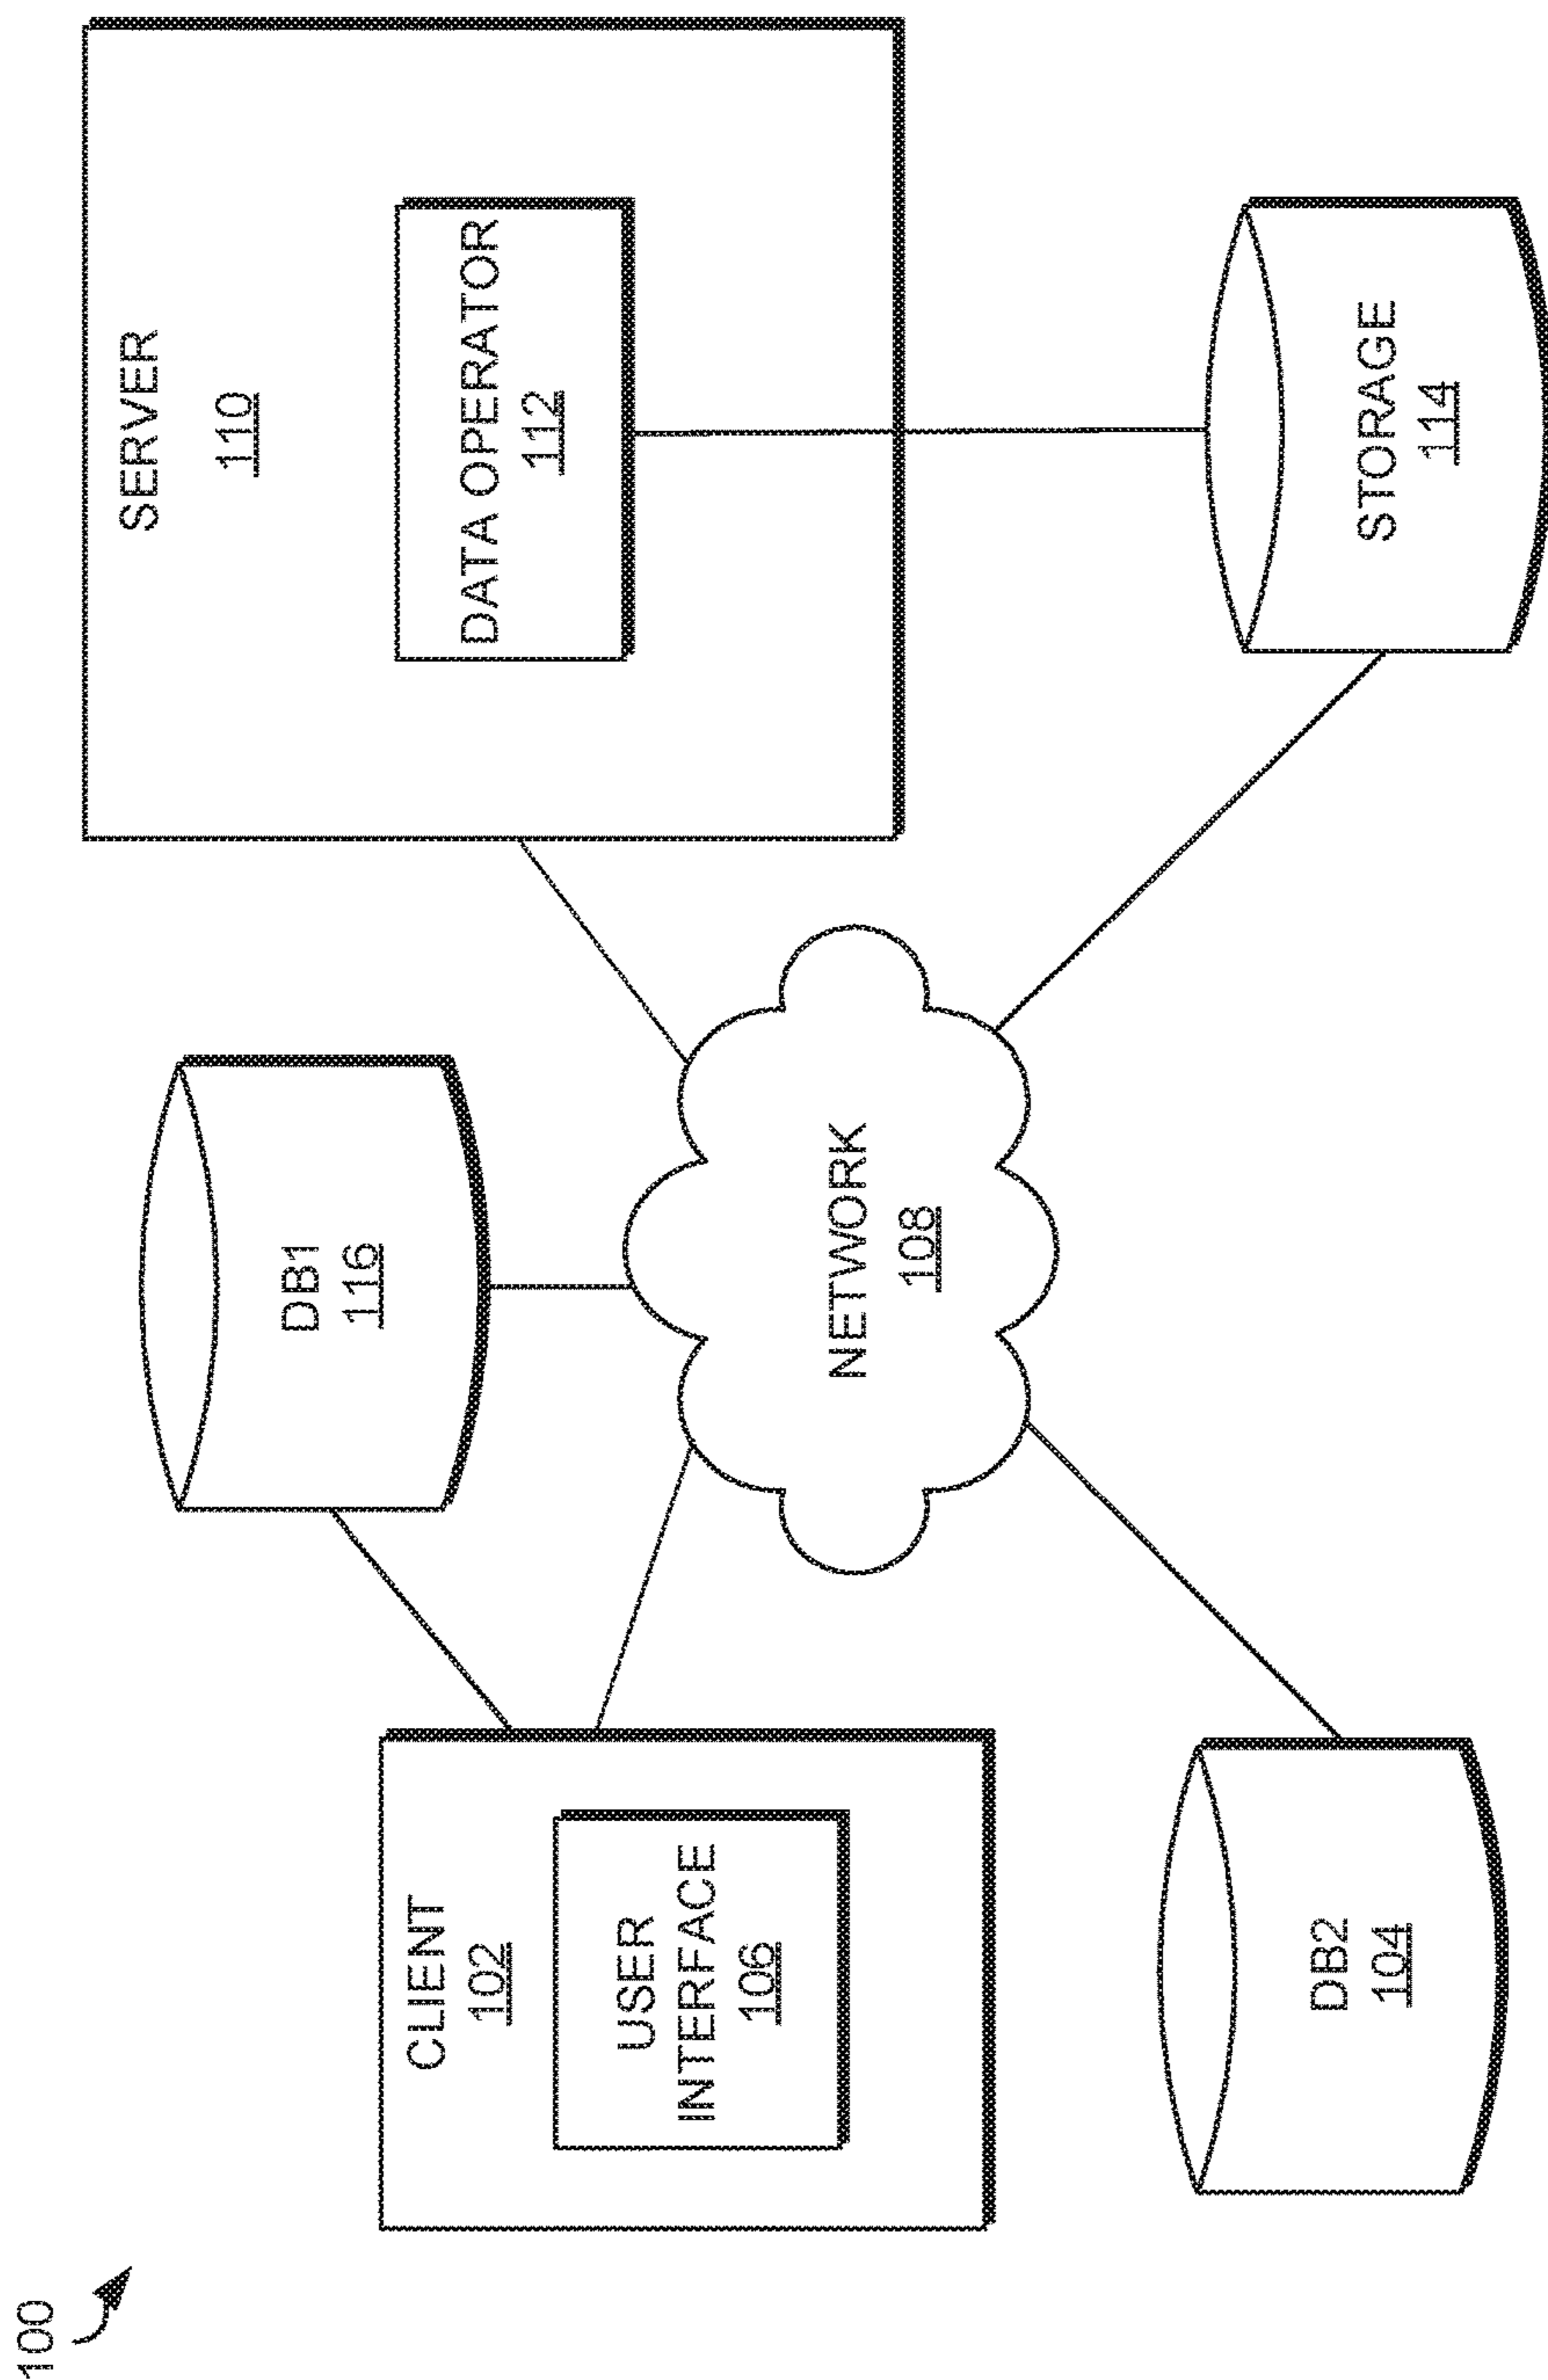 100
CLIENT
102
USER
INTERFACE
106
DB1
116
SERVER
110
DATA OPERATOR
112
NETWORK
108
DB2
104
STORAGE
114